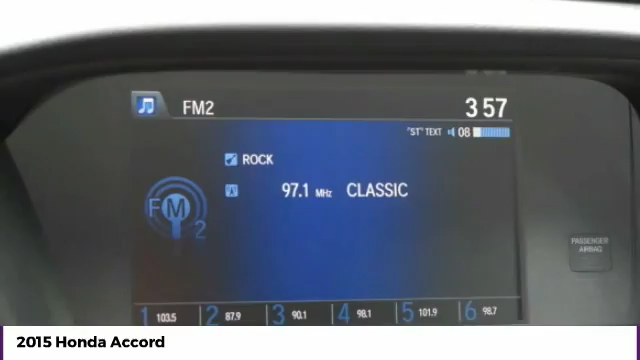 FM2
3 57
"ST" TEXT 08
ROCK
97.1 MHz CLASSIC
FM 2
PASSENGER
AIRBAG
1 103.5 2 87.9 3 90.1 4 98.1 5 101.9 6 98.7
2015 Honda Accord